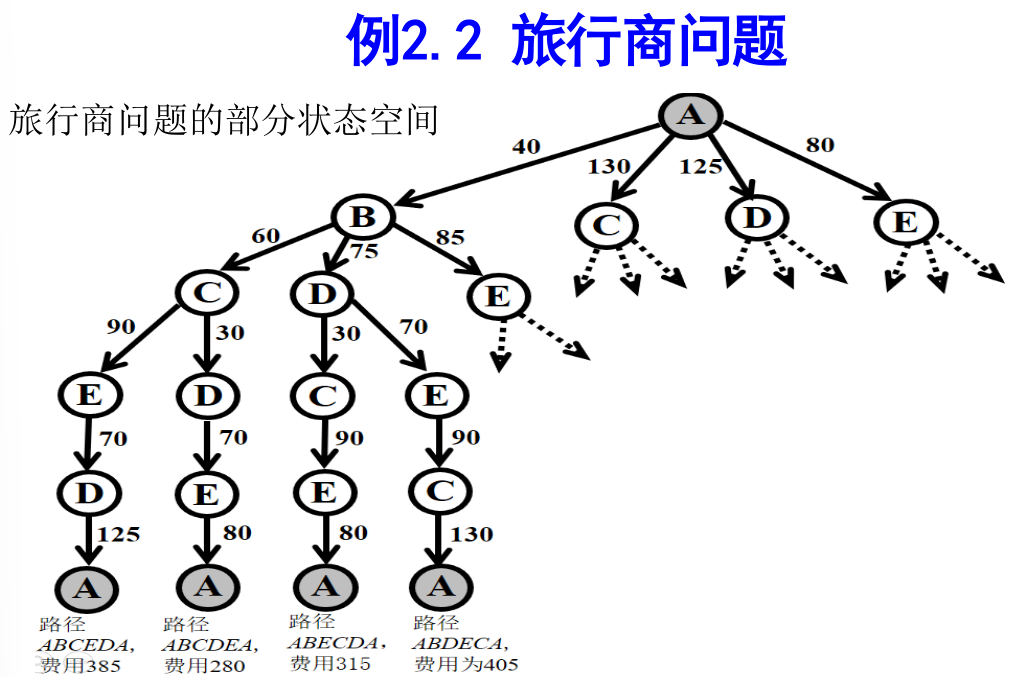 例2.2 旅行商问题
旅行商问题的部分状态空间
A
40
130
125
80
B
C
D
E
60
75
85
C
D
E
90
30
30
70
E
D
C
E
70
70
90
90
D
E
E
C
125
80
80
130
A
A
A
A
路径
ABCEDA,
费用385
路径
ABCDEA,
费用280
路径
ABECDA,
费用315
路径
ABDECA,
费用为405